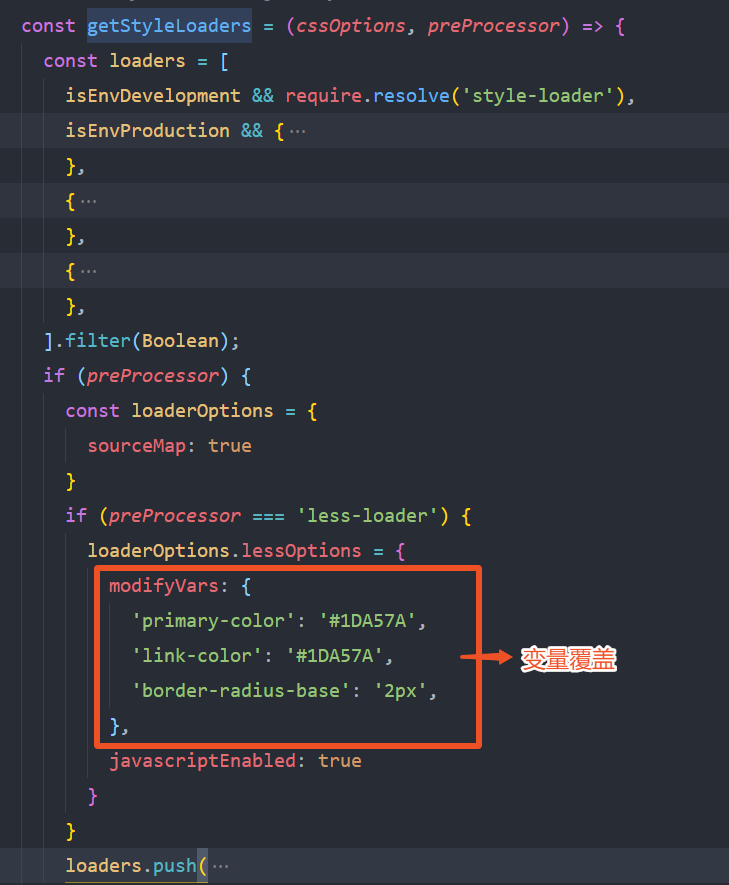 const getStyleLoaders = (cssOptions, preProcessor) => {
const loaders = [
isEnvDevelopment && require.resolve('style-loader'),
isEnvProduction && { ···
},
{ ···
},
{ ···
},
].filter(Boolean);
if (preProcessor) {
const loaderOptions = {
sourceMap: true
}
if (preProcessor === 'less-loader') {
loaderOptions.lessOptions = {
modifyVars: {
'primary-color': '#1DA57A',
'link-color': '#1DA57A',
变量覆盖
'border-radius-base': '2px',
},
javascriptEnabled: true
}
}
loaders.push( ···